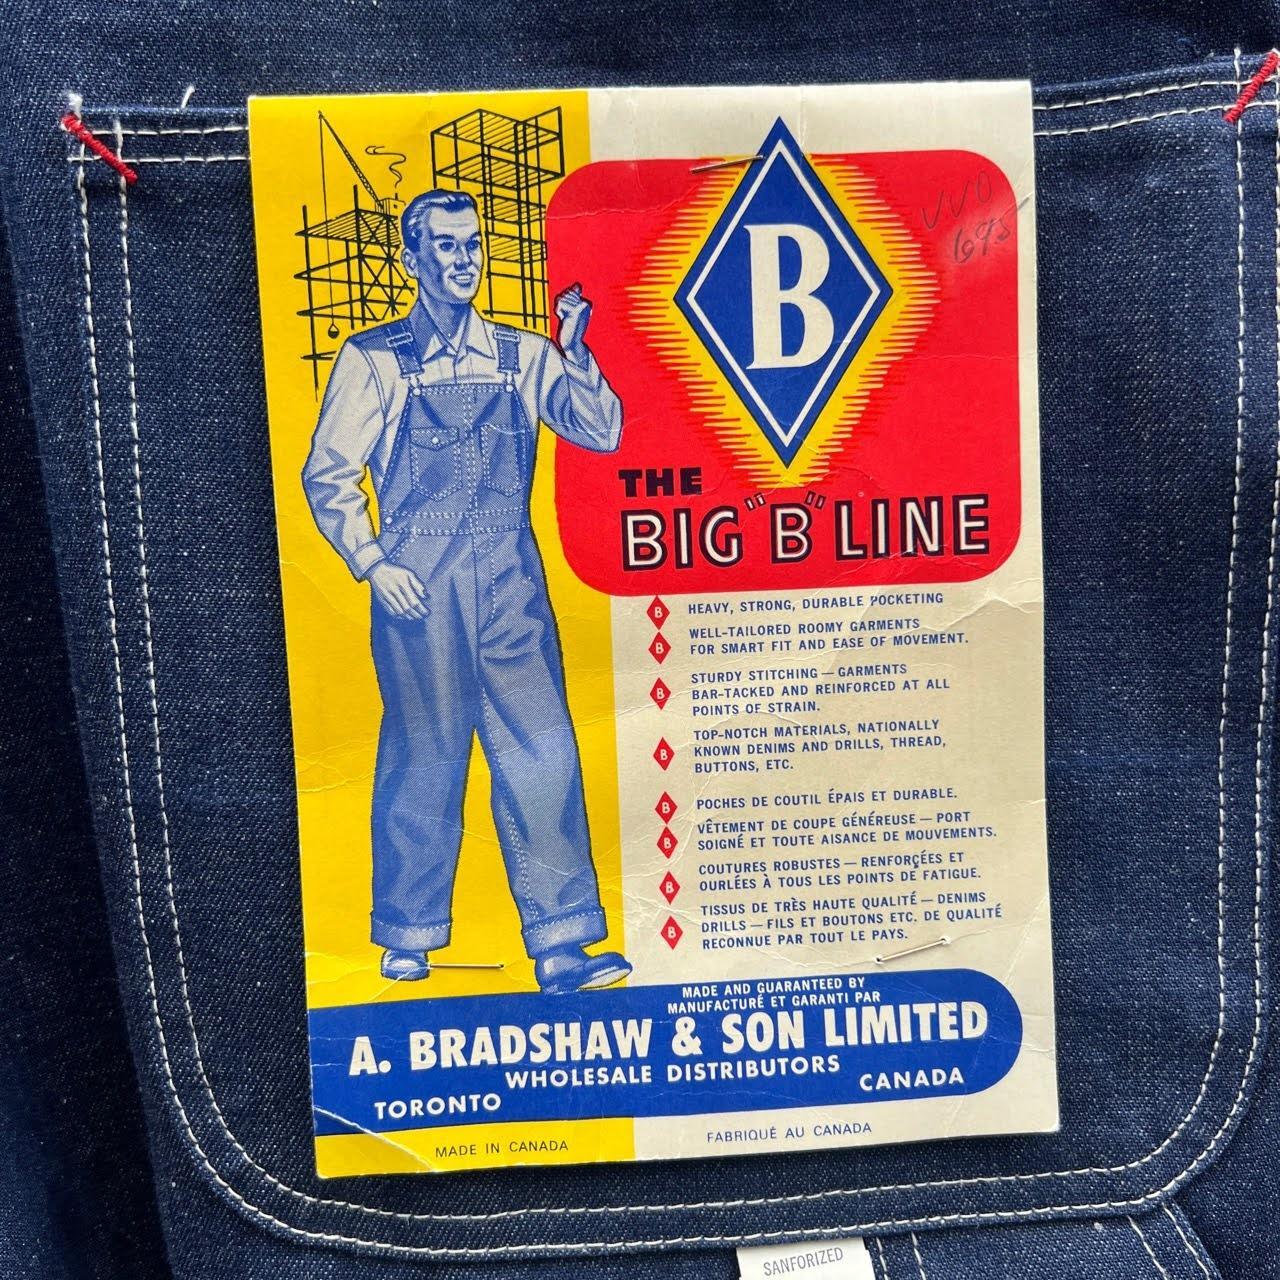 B
VVO
1695
THE
BIG "B" LINE
B HEAVY, STRONG, DURABLE POCKETING
B WELL-TAILORED ROOMY GARMENTS
FOR SMART FIT AND EASE OF MOVEMENT.
B STURDY STITCHING — GARMENTS
BAR-TACKED AND REINFORCED AT ALL
POINTS OF STRAIN.
B TOP-NOTCH MATERIALS, NATIONALLY
KNOWN DENIMS AND DRILLS, THREAD,
BUTTONS, ETC.
B POCHES DE COUTIL ÉPAIS ET DURABLE.
B VÊTEMENT DE COUPE GÉNÉREUSE — PORT
SOIGNÉ ET TOUTE AISANCE DE MOUVEMENTS.
B COUTURES ROBUSTES — RENFORÇÉES ET
OURLÉES À TOUS LES POINTS DE FATIGUE.
B TISSUS DE TRÈS HAUTE QUALITÉ — DENIMS
DRILLS — FILS ET BOUTONS ETC. DE QUALITÉ
RECONNUE PAR TOUT LE PAYS.
MADE AND GUARANTEED BY
MANUFACTURÉ ET GARANTI PAR
A. BRADSHAW & SON LIMITED
WHOLESALE DISTRIBUTORS
TORONTO CANADA
MADE IN CANADA FABRIQUÉ AU CANADA
SANFORIZED